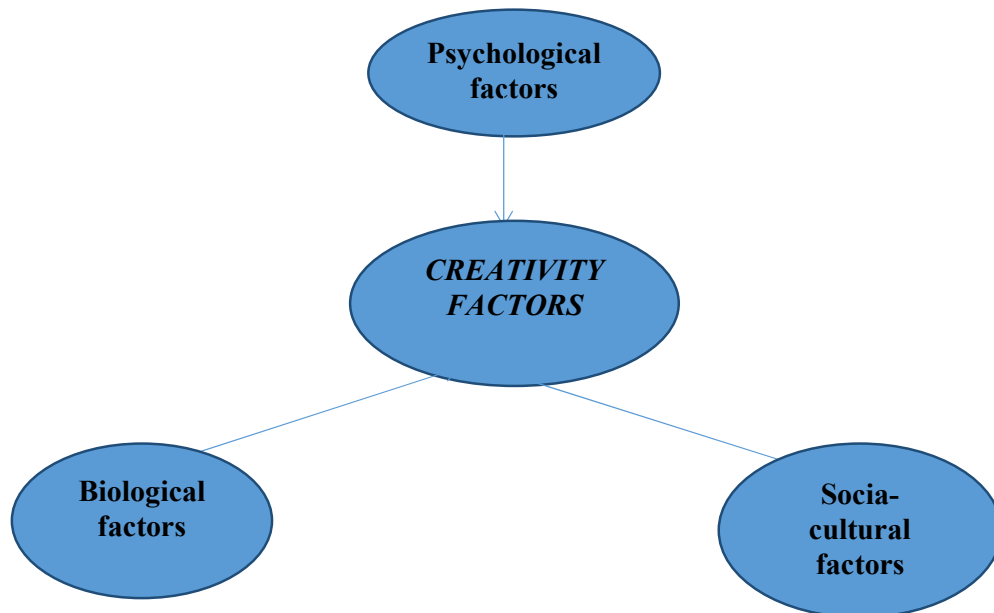 Psychological
factors
CREATIVITY
FACTORS
Biological
factors
Socia-
cultural
factors